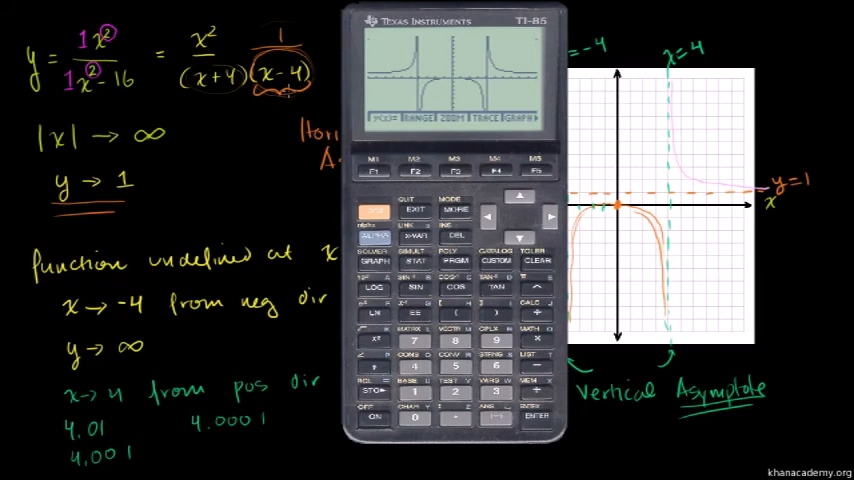 y = 1x² / 1x² - 16 = x² / (x+4) 1 / (x-4)
|x| → ∞
y → 1
function undefined at x
x → -4 from neg dir
y → ∞
x → 4 from pos dir
4.01 4.0001
4.001
Hori
A
TEXAS INSTRUMENTS TI-85
y(x)= RANGE ZOOM TRACE GRAPH
M1 M2 M3 M4 M5
F1 F2 F3 F4 F5
QUIT MODE
2nd EXIT MORE
alpha LINK INS
ALPHA x-VAR DEL
SOLVER SIMULT POLY CATALOG TOLER
GRAPH STAT PRGM CUSTOM CLEAR
LOG SIN COS TAN ^
LN EE ( ) ÷
MATRX VECTR CPLX MATH
x² 7 8 9 ×
CONS CONV STRNG LIST
, 4 5 6 -
RCL BASE TEST VARS MEM
STO▸ 1 2 3 +
OFF CHAR ANS ENTRY
ON 0 . (-) ENTER
= -4
x = 4
y = 1
x
Vertical Asymptote
khanacademy.org